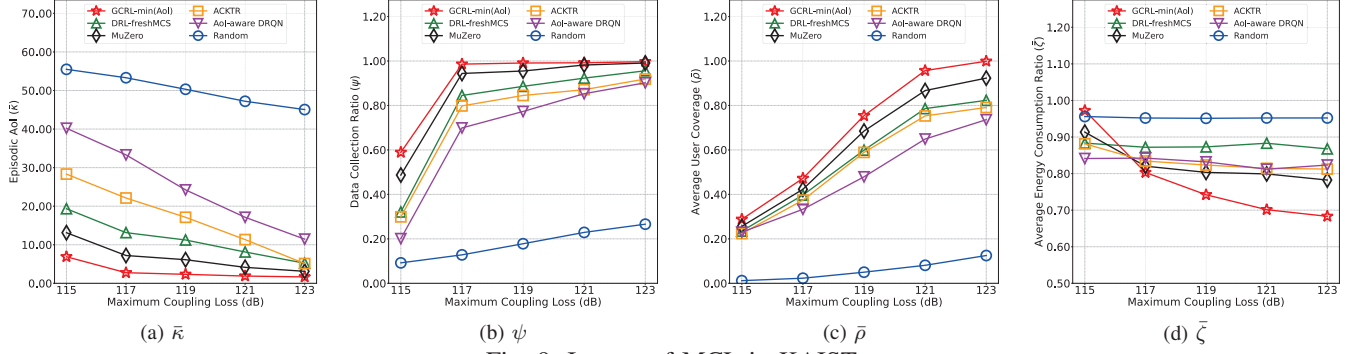 GCRL-min(AoI)
DRL-freshMCS
MuZero
ACKTR
AoI-aware DRQN
Random
70.00
60.00
50.00
40.00
30.00
20.00
10.00
0.00
Episodic AoI (κ̄)
115 117 119 121 123
Maximum Coupling Loss (dB)
(a) κ̄
GCRL-min(AoI)
DRL-freshMCS
MuZero
ACKTR
AoI-aware DRQN
Random
1.20
1.00
0.80
0.60
0.40
0.20
0.00
Data Collection Ratio (ψ)
115 117 119 121 123
Maximum Coupling Loss (dB)
(b) ψ
GCRL-min(AoI)
DRL-freshMCS
MuZero
ACKTR
AoI-aware DRQN
Random
1.20
1.00
0.80
0.60
0.40
0.20
0.00
Average User Coverage (ρ̄)
115 117 119 121 123
Maximum Coupling Loss (dB)
(c) ρ̄
GCRL-min(AoI)
DRL-freshMCS
MuZero
ACKTR
AoI-aware DRQN
Random
1.20
1.10
1.00
0.90
0.80
0.70
0.60
0.50
Average Energy Consumption Ratio (ζ̄)
115 117 119 121 123
Maximum Coupling Loss (dB)
(d) ζ̄